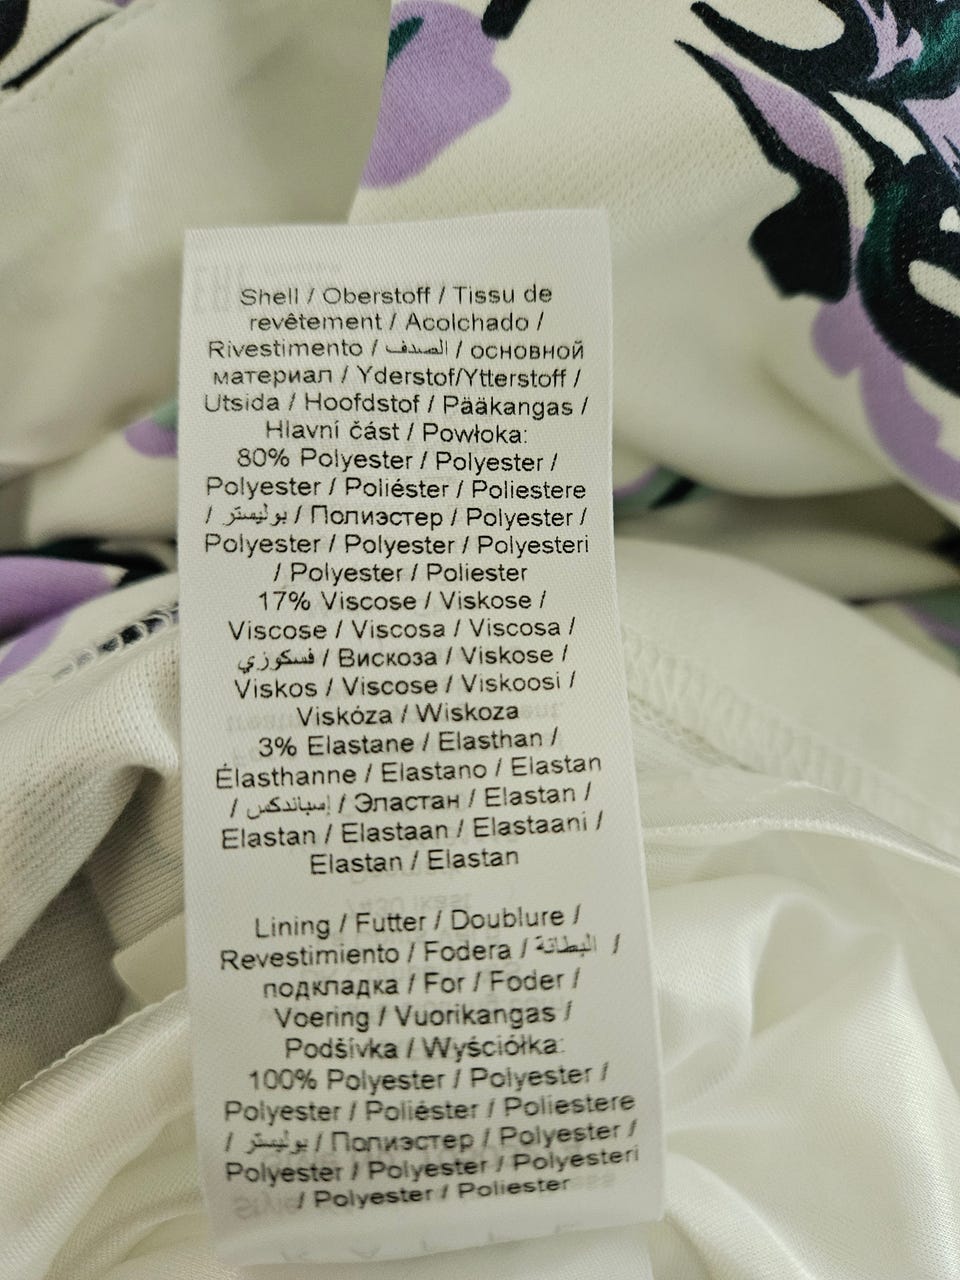 Shell / Oberstoff / Tissu de
revêtement / Acolchado /
Rivestimento / الصدف / основной
материал / Yderstof/Ytterstoff /
Utsida / Hoofdstof / Pääkangas /
Hlavní část / Powłoka:
80% Polyester / Polyester /
Polyester / Poliéster / Poliestere
/ بوليستر / Полиэстер / Polyester /
Polyester / Polyester / Polyesteri
/ Polyester / Poliester
17% Viscose / Viskose /
Viscose / Viscosa / Viscosa /
فسكوزي / Вискоза / Viskose /
Viskos / Viscose / Viskoosi /
Viskóza / Wiskoza
3% Elastane / Elasthan /
Élasthanne / Elastano / Elastan
/ إسباندكس / Эластан / Elastan /
Elastan / Elastaan / Elastaani /
Elastan / Elastan
Lining / Futter / Doublure /
Revestimiento / Fodera / البطانة /
подкладка / For / Foder /
Voering / Vuorikangas /
Podšívka / Wyściółka:
100% Polyester / Polyester /
Polyester / Poliéster / Poliestere
/ بوليستر / Полиэстер / Polyester /
Polyester / Polyester / Polyesteri
/ Polyester / Poliester